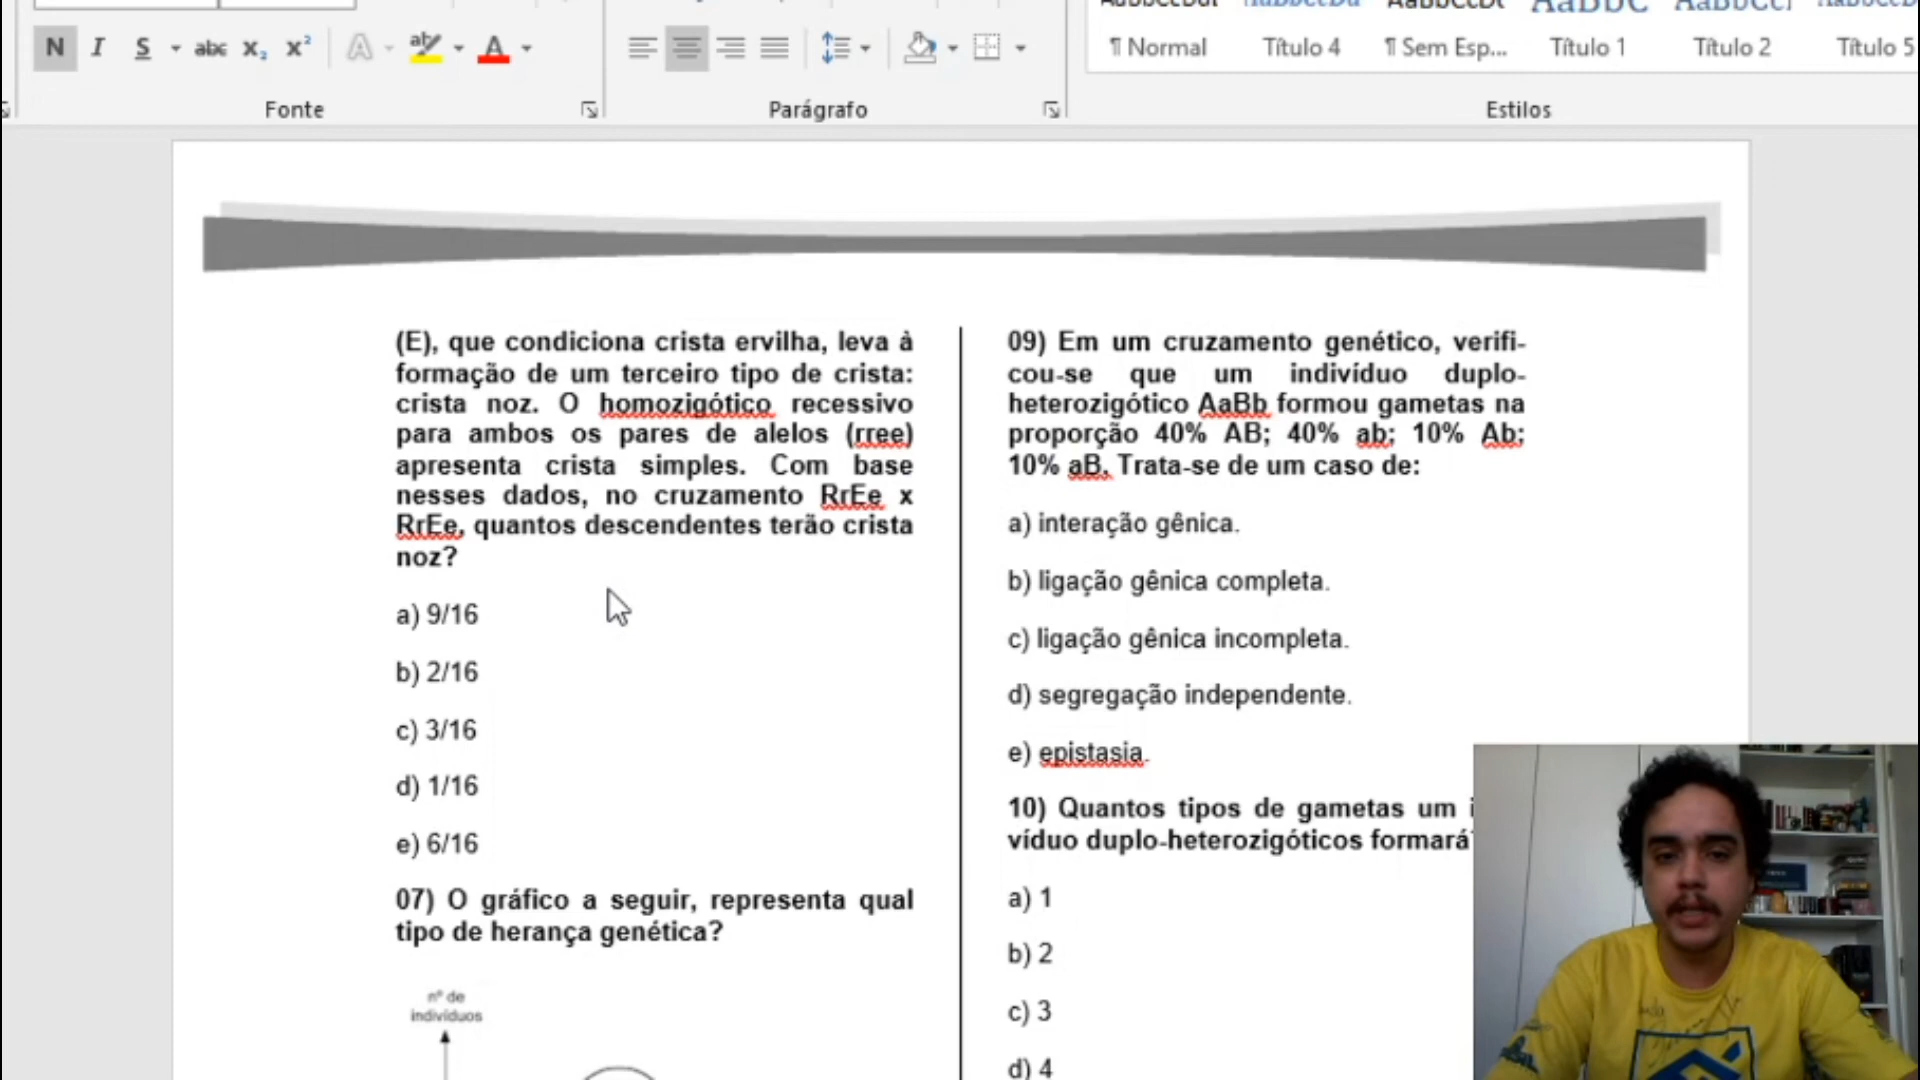 Normal
Título 4
Sem Esp...
Título 1
Título 2
Título 5
N I S abc X₂ X² A ab A
Fonte
Parágrafo
Estilos
(E), que condiciona crista ervilha, leva à
formação de um terceiro tipo de crista:
crista noz. O homozigótico recessivo
para ambos os pares de alelos (rree)
apresenta crista simples. Com base
nesses dados, no cruzamento RrEe x
RrEe, quantos descendentes terão crista
noz?
a) 9/16
b) 2/16
c) 3/16
d) 1/16
e) 6/16
07) O gráfico a seguir, representa qual
tipo de herança genética?
nº de
indivíduos
09) Em um cruzamento genético, verifi-
cou-se que um indivíduo duplo-
heterozigótico AaBb formou gametas na
proporção 40% AB; 40% ab; 10% Ab;
10% aB. Trata-se de um caso de:
a) interação gênica.
b) ligação gênica completa.
c) ligação gênica incompleta.
d) segregação independente.
e) epistasia.
10) Quantos tipos de gametas um
víduo duplo-heterozigóticos formará
a) 1
b) 2
c) 3
d) 4